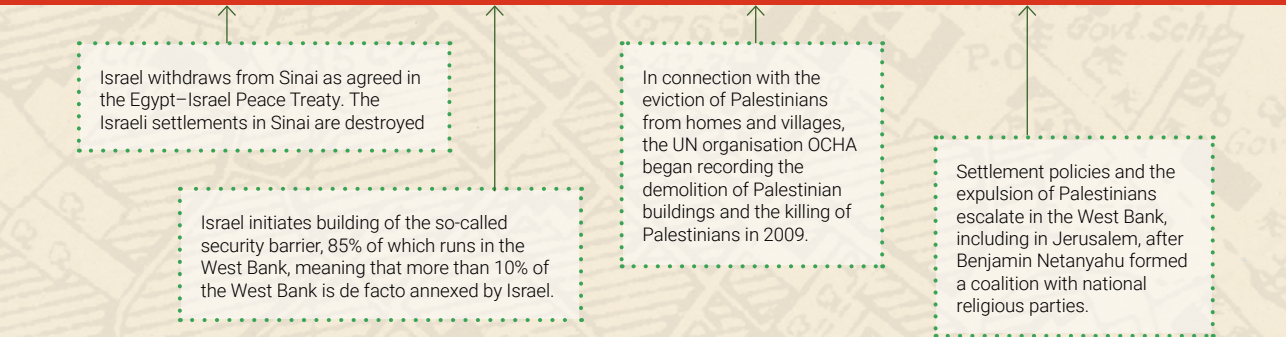 Israel withdraws from Sinai as agreed in
the Egypt–Israel Peace Treaty. The
Israeli settlements in Sinai are destroyed
Israel initiates building of the so-called
security barrier, 85% of which runs in the
West Bank, meaning that more than 10% of
the West Bank is de facto annexed by Israel.
In connection with the
eviction of Palestinians
from homes and villages,
the UN organisation OCHA
began recording the
demolition of Palestinian
buildings and the killing of
Palestinians in 2009.
Settlement policies and the
expulsion of Palestinians
escalate in the West Bank,
including in Jerusalem, after
Benjamin Netanyahu formed
a coalition with national
religious parties.
Govt. Sch
P.O.